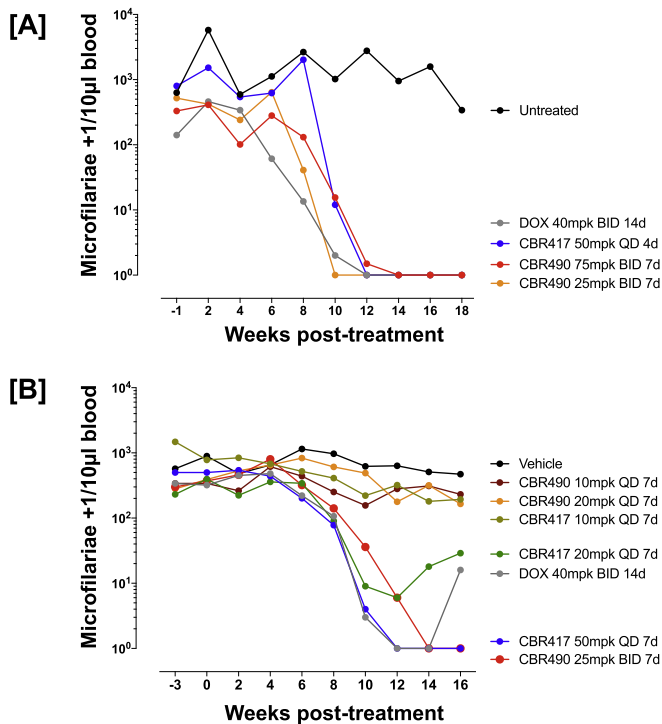 [A]
Microfilariae +1/10µl blood
10⁴
10³
10²
10¹
10⁰
-1 2 4 6 8 10 12 14 16 18
Weeks post-treatment
Untreated
DOX 40mpk BID 14d
CBR417 50mpk QD 4d
CBR490 75mpk BID 7d
CBR490 25mpk BID 7d
[B]
Microfilariae +1/10µl blood
10⁴
10³
10²
10¹
10⁰
-3 0 2 4 6 8 10 12 14 16
Weeks post-treatment
Vehicle
CBR490 10mpk QD 7d
CBR490 20mpk QD 7d
CBR417 10mpk QD 7d
CBR417 20mpk QD 7d
DOX 40mpk BID 14d
CBR417 50mpk QD 7d
CBR490 25mpk BID 7d